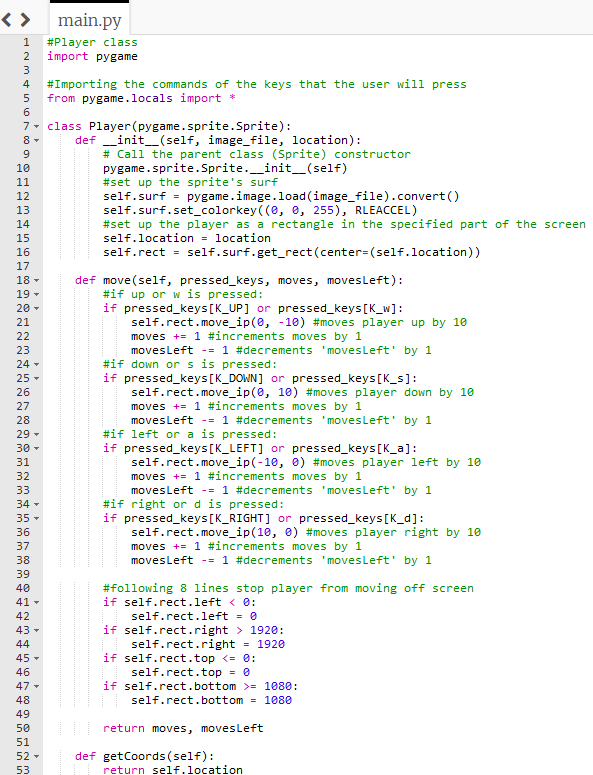 main.py
1 #Player class
2 import pygame
3
4 #Importing the commands of the keys that the user will press
5 from pygame.locals import *
6
7 class Player(pygame.sprite.Sprite):
8     def __init__(self, image_file, location):
9         # Call the parent class (Sprite) constructor
10         pygame.sprite.Sprite.__init__(self)
11         #set up the sprite's surf
12         self.surf = pygame.image.load(image_file).convert()
13         self.surf.set_colorkey((0, 0, 255), RLEACCEL)
14         #set up the player as a rectangle in the specified part of the screen
15         self.location = location
16         self.rect = self.surf.get_rect(center=(self.location))
17
18     def move(self, pressed_keys, moves, movesLeft):
19         #if up or w is pressed:
20         if pressed_keys[K_UP] or pressed_keys[K_w]:
21             self.rect.move_ip(0, -10) #moves player up by 10
22             moves += 1 #increments moves by 1
23             movesLeft -= 1 #decrements 'movesLeft' by 1
24         #if down or s is pressed:
25         if pressed_keys[K_DOWN] or pressed_keys[K_s]:
26             self.rect.move_ip(0, 10) #moves player down by 10
27             moves += 1 #increments moves by 1
28             movesLeft -= 1 #decrements 'movesLeft' by 1
29         #if left or a is pressed:
30         if pressed_keys[K_LEFT] or pressed_keys[K_a]:
31             self.rect.move_ip(-10, 0) #moves player left by 10
32             moves += 1 #increments moves by 1
33             movesLeft -= 1 #decrements 'movesLeft' by 1
34         #if right or d is pressed:
35         if pressed_keys[K_RIGHT] or pressed_keys[K_d]:
36             self.rect.move_ip(10, 0) #moves player right by 10
37             moves += 1 #increments moves by 1
38             movesLeft -= 1 #decrements 'movesLeft' by 1
39
40         #following 8 lines stop player from moving off screen
41         if self.rect.left < 0:
42             self.rect.left = 0
43         if self.rect.right > 1920:
44             self.rect.right = 1920
45         if self.rect.top <= 0:
46             self.rect.top = 0
47         if self.rect.bottom >= 1080:
48             self.rect.bottom = 1080
49
50         return moves, movesLeft
51
52     def getCoords(self):
53         return self.location